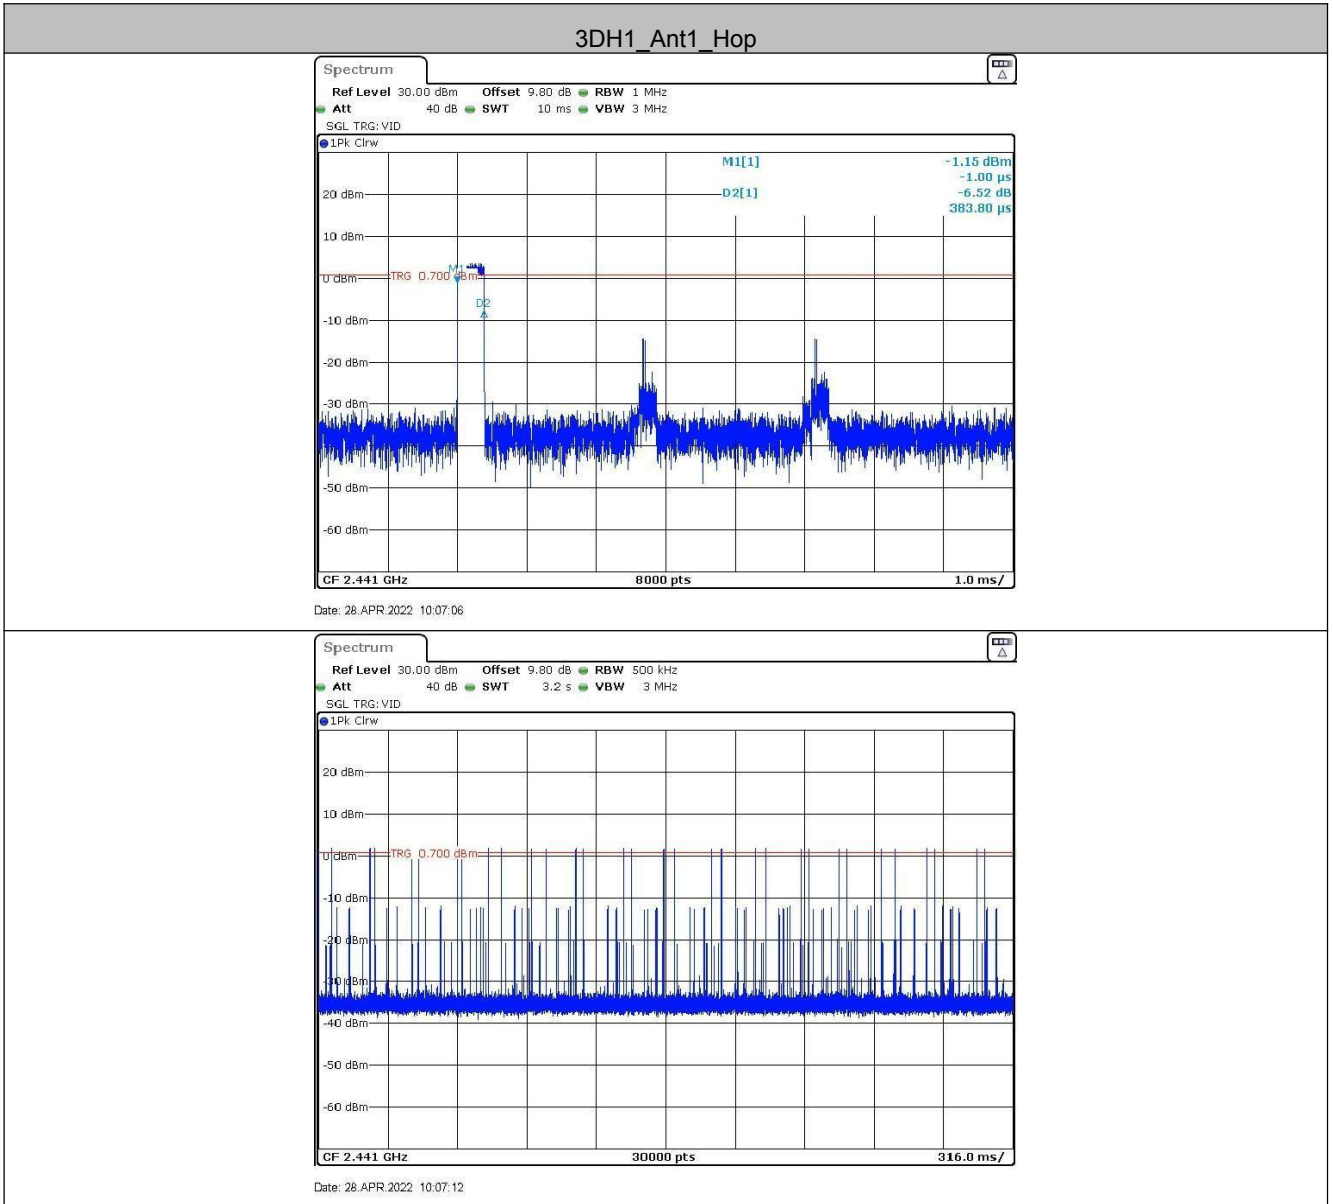 3DH1_Ant1_Hop
Spectrum
Ref Level 30.00 dBm Offset 9.80 dB RBW 1 MHz
Att 40 dB SWT 10 ms VBW 3 MHz
SGL TRG: VID
1Pk Clrw
M1[1] -1.15 dBm
-1.00 µs
20 dBm D2[1] -6.52 dB
383.80 µs
10 dBm
M1
0 dBm TRG 0.700 dBm
D2
-10 dBm
-20 dBm
-30 dBm
-50 dBm
-60 dBm
CF 2.441 GHz 8000 pts 1.0 ms/
Date: 28.APR.2022 10:07:06
Spectrum
Ref Level 30.00 dBm Offset 9.80 dB RBW 500 kHz
Att 40 dB SWT 3.2 s VBW 3 MHz
SGL TRG: VID
1Pk Clrw
20 dBm
10 dBm
0 dBm TRG 0.700 dBm
-10 dBm
-20 dBm
-30 dBm
-40 dBm
-50 dBm
-60 dBm
CF 2.441 GHz 30000 pts 316.0 ms/
Date: 28.APR.2022 10:07:12